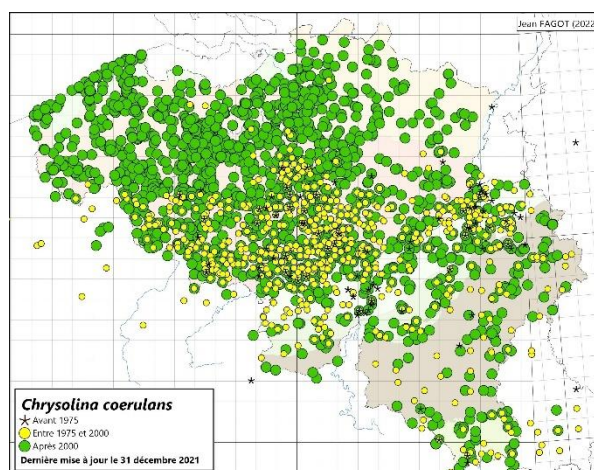 Jean FAGOT (2022
Chrysolina coerulans
Avant 1975
Entre 1975 et 2000
Après 2000
Dernière mise à jour le 31 décembre 2021